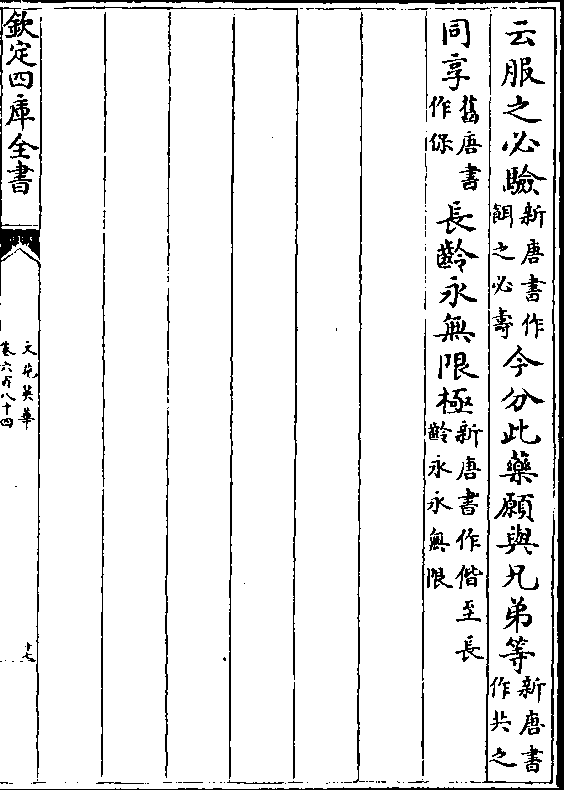 云服之必驗新唐書作餌之必壽今分此藥願與兄弟等新唐書作共之
同享舊唐書作保長齡永無限極新唐書作偕至長齡永永無限
欽定四庫全書
文苑英華
卷六百八十四
十七